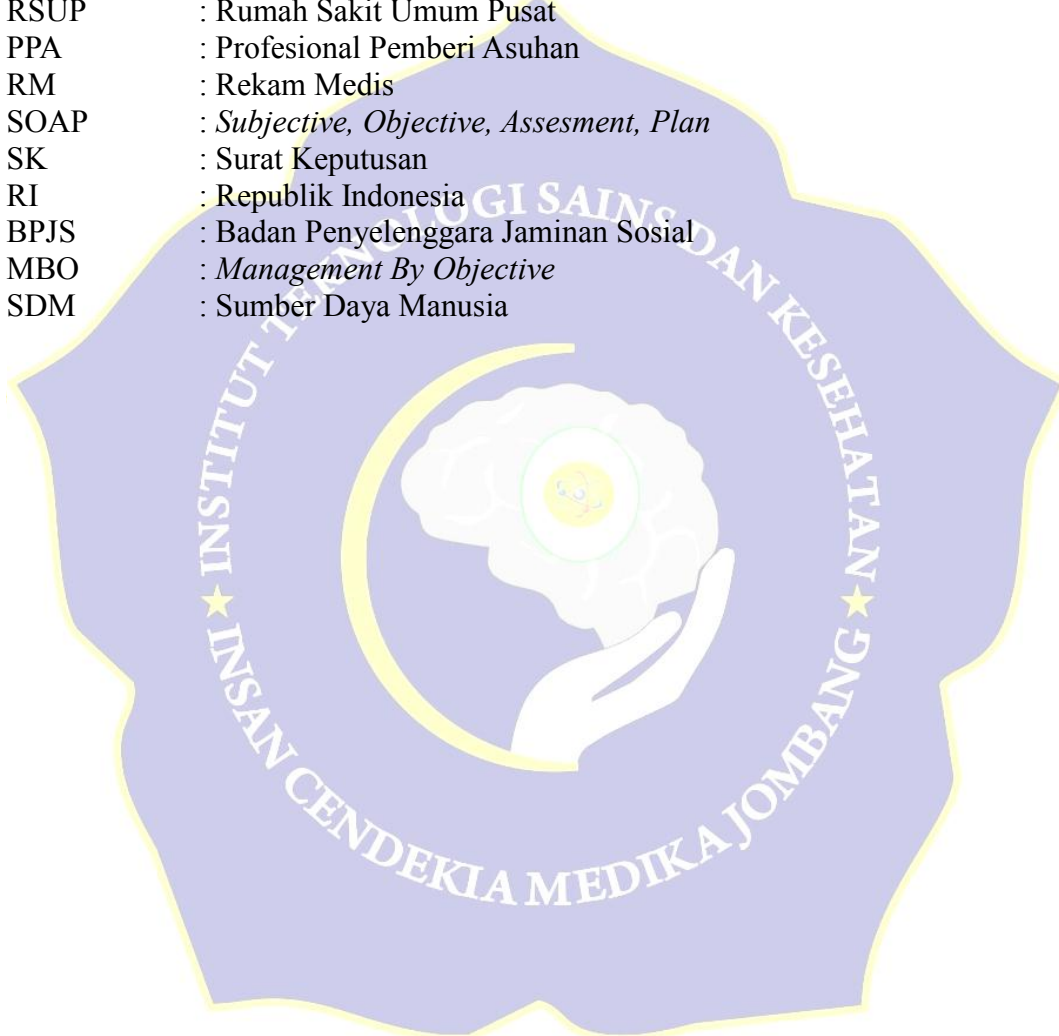 RSUP : Rumah Sakit Umum Pusat
PPA : Profesional Pemberi Asuhan
RM : Rekam Medis
SOAP : Subjective, Objective, Assesment, Plan
SK : Surat Keputusan
RI : Republik Indonesia
BPJS : Badan Penyelenggara Jaminan Sosial
MBO : Management By Objective
SDM : Sumber Daya Manusia
INSTITUT TEKNOLOGI SAINS DAN KESEHATAN
INSAN CENDEKIA MEDIKA JOMBANG